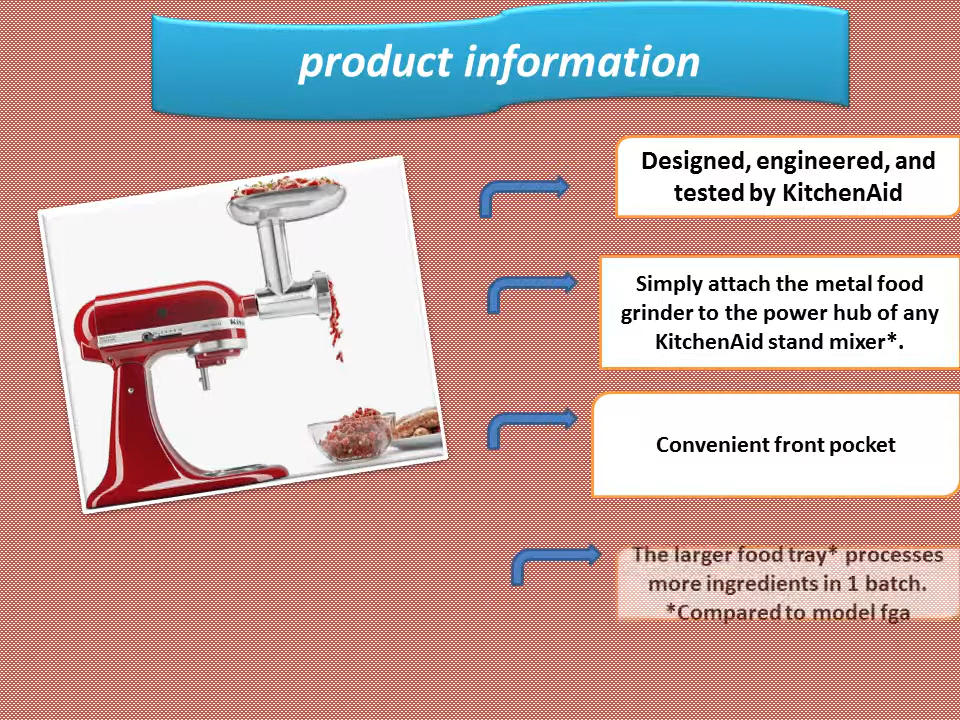 product information
Designed, engineered, and
tested by KitchenAid
Simply attach the metal food
grinder to the power hub of any
KitchenAid stand mixer*.
Convenient front pocket
The larger food tray* processes
more ingredients in 1 batch.
*Compared to model fga